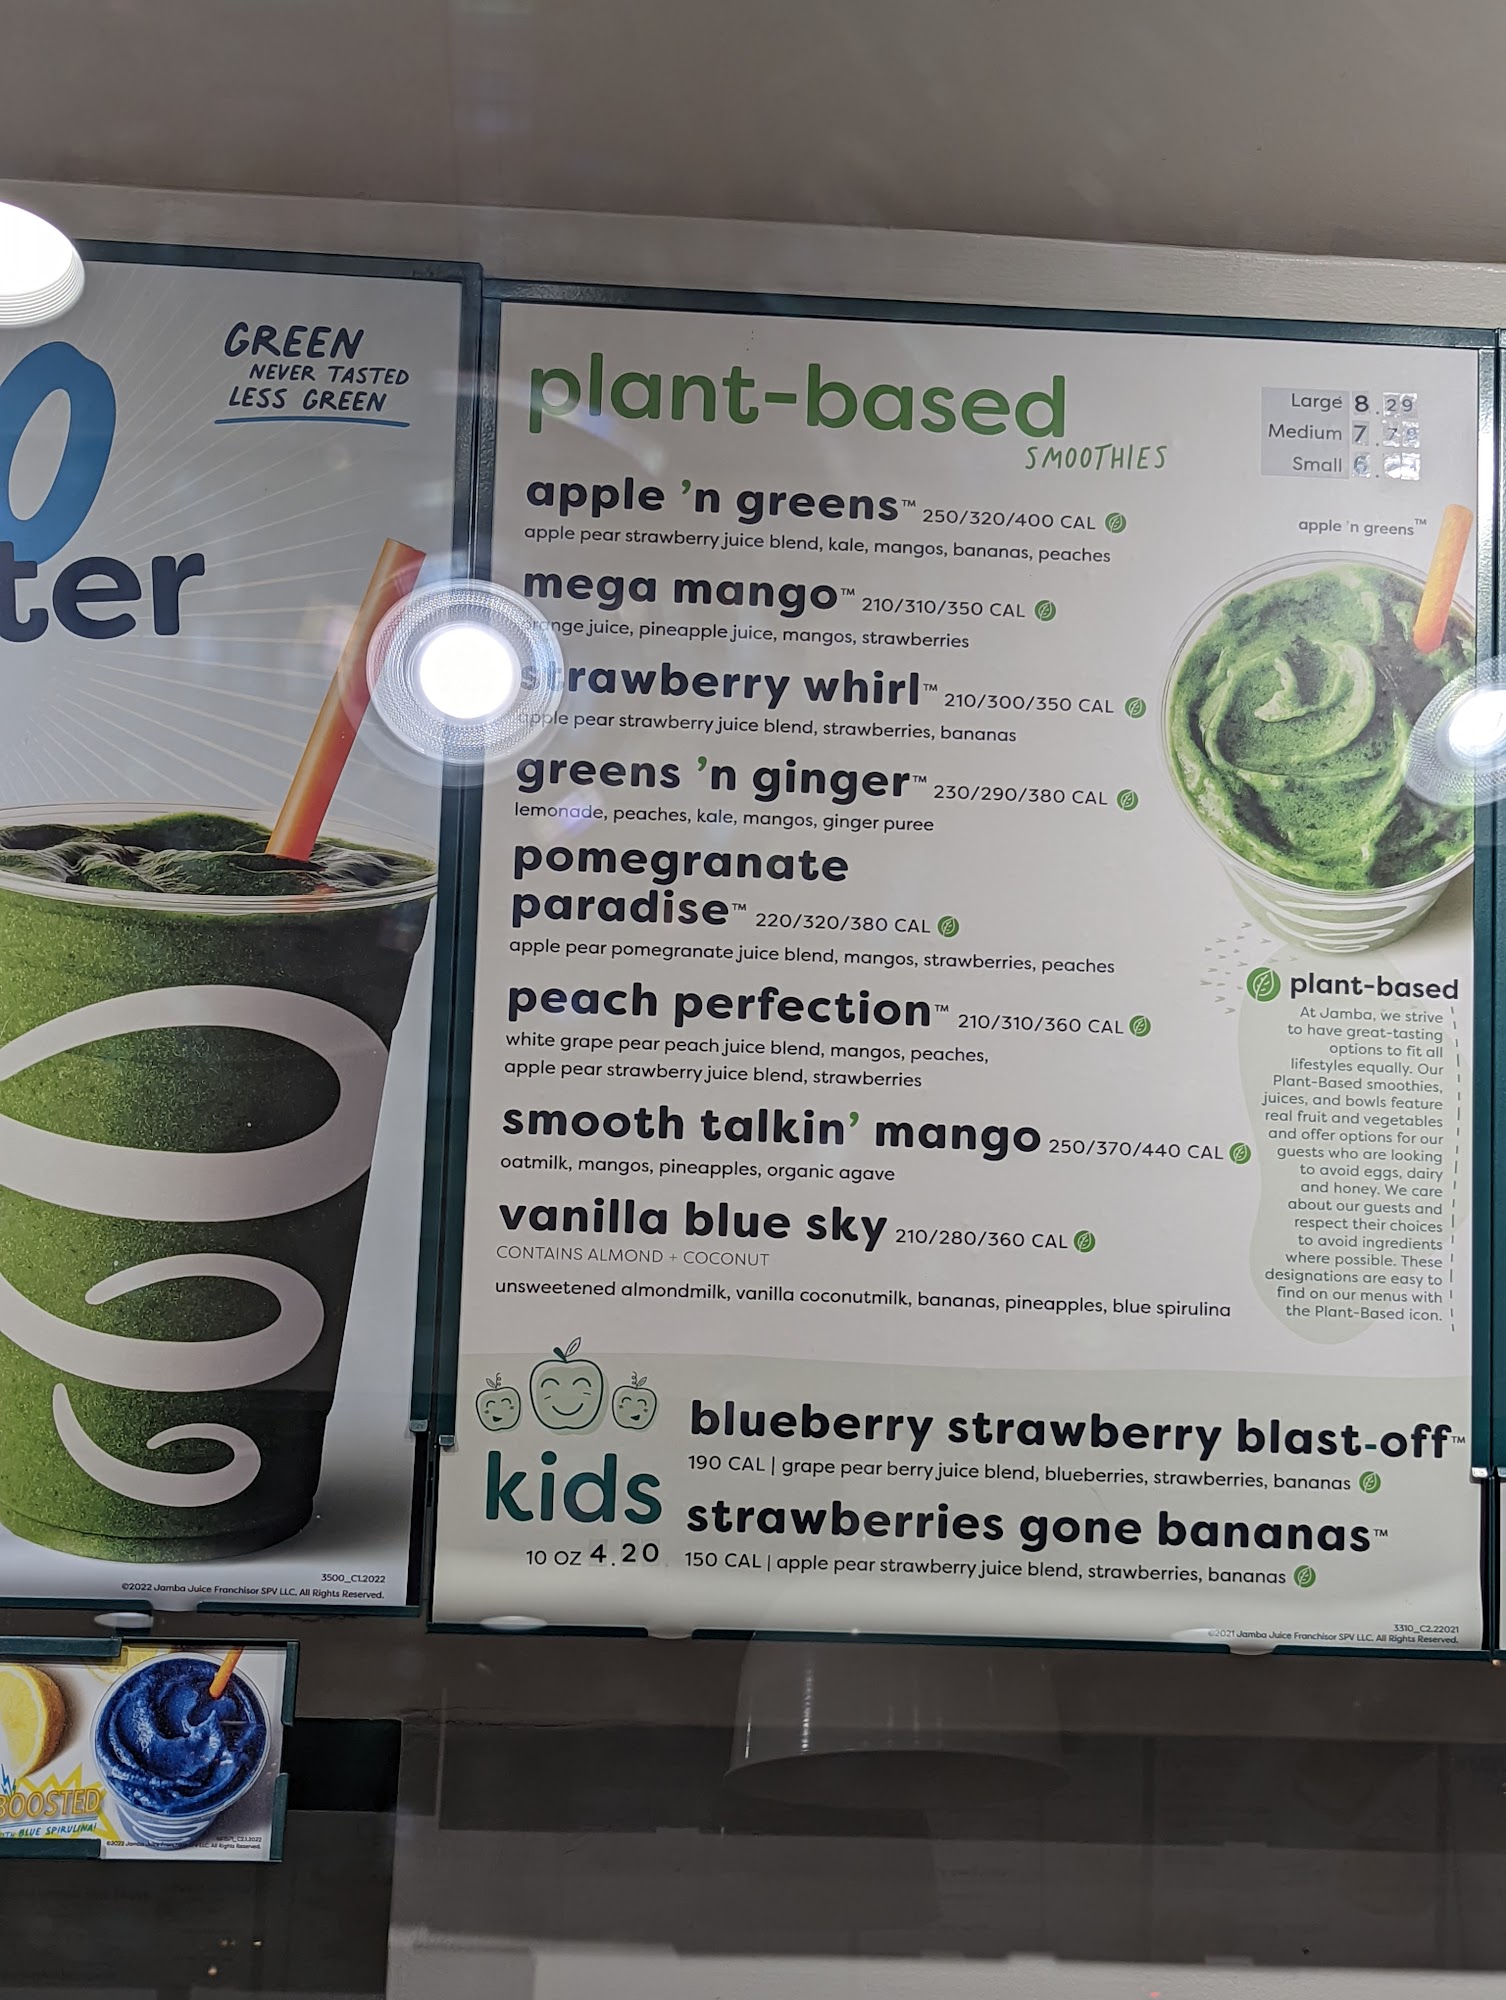 GREEN
NEVER TASTED
LESS GREEN
ter
3500_C1.2022
©2022 Jamba Juice Franchisor SPV LLC, All Rights Reserved.
BOOSTED
BLUE SPIRULINA!
plant-based
SMOOTHIES
Large 8.29
Medium 7.79
Small 6.
apple 'n greens™ 250/320/400 CAL
apple pear strawberry juice blend, kale, mangos, bananas, peaches
mega mango™ 210/310/350 CAL
orange juice, pineapple juice, mangos, strawberries
strawberry whirl™ 210/300/350 CAL
apple pear strawberry juice blend, strawberries, bananas
greens 'n ginger™ 230/290/380 CAL
lemonade, peaches, kale, mangos, ginger puree
pomegranate
paradise™ 220/320/380 CAL
apple pear pomegranate juice blend, mangos, strawberries, peaches
peach perfection™ 210/310/360 CAL
white grape pear peach juice blend, mangos, peaches,
apple pear strawberry juice blend, strawberries
smooth talkin' mango 250/370/440 CAL
oatmilk, mangos, pineapples, organic agave
vanilla blue sky 210/280/360 CAL
CONTAINS ALMOND + COCONUT
unsweetened almondmilk, vanilla coconutmilk, bananas, pineapples, blue spirulina
apple 'n greens™
plant-based
At Jamba, we strive
to have great-tasting
options to fit all
lifestyles equally. Our
Plant-Based smoothies,
juices, and bowls feature
real fruit and vegetables
and offer options for our
guests who are looking
to avoid eggs, dairy
and honey. We care
about our guests and
respect their choices
to avoid ingredients
where possible. These
designations are easy to
find on our menus with
the Plant-Based icon.
kids
10 OZ 4.20
blueberry strawberry blast-off™
190 CAL | grape pear berry juice blend, blueberries, strawberries, bananas
strawberries gone bananas™
150 CAL | apple pear strawberry juice blend, strawberries, bananas
3310_C2.22021
©2021 Jamba Juice Franchisor SPV LLC, All Rights Reserved.